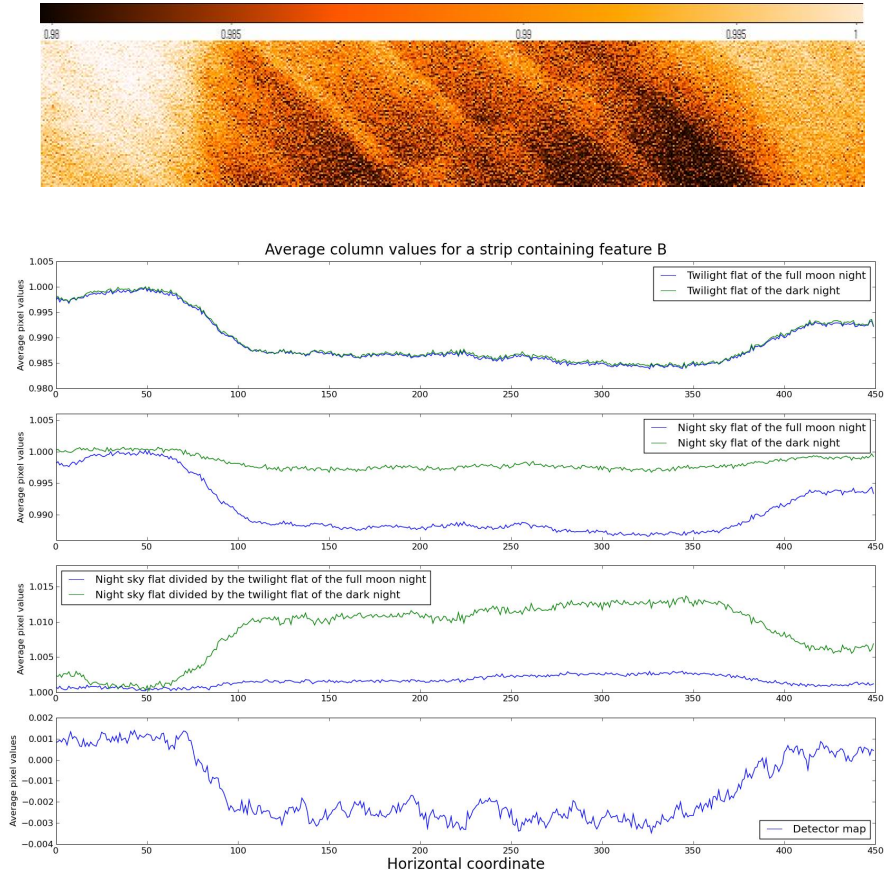 0.98 0.985 0.99 0.995 1
Average column values for a strip containing feature B
1.005
1.000
0.995
0.990
0.985
0.980
Average pixel values
Twilight flat of the full moon night
Twilight flat of the dark night
0 50 100 150 200 250 300 350 400 450
1.005
1.000
0.995
0.990
Average pixel values
Night sky flat of the full moon night
Night sky flat of the dark night
0 50 100 150 200 250 300 350 400 450
1.015
1.010
1.005
1.000
Average pixel values
Night sky flat divided by the twilight flat of the full moon night
Night sky flat divided by the twilight flat of the dark night
0 50 100 150 200 250 300 350 400 450
0.002
0.001
0.000
−0.001
−0.002
−0.003
−0.004
Average pixel values
Detector map
0 50 100 150 200 250 300 350 400 450
Horizontal coordinate